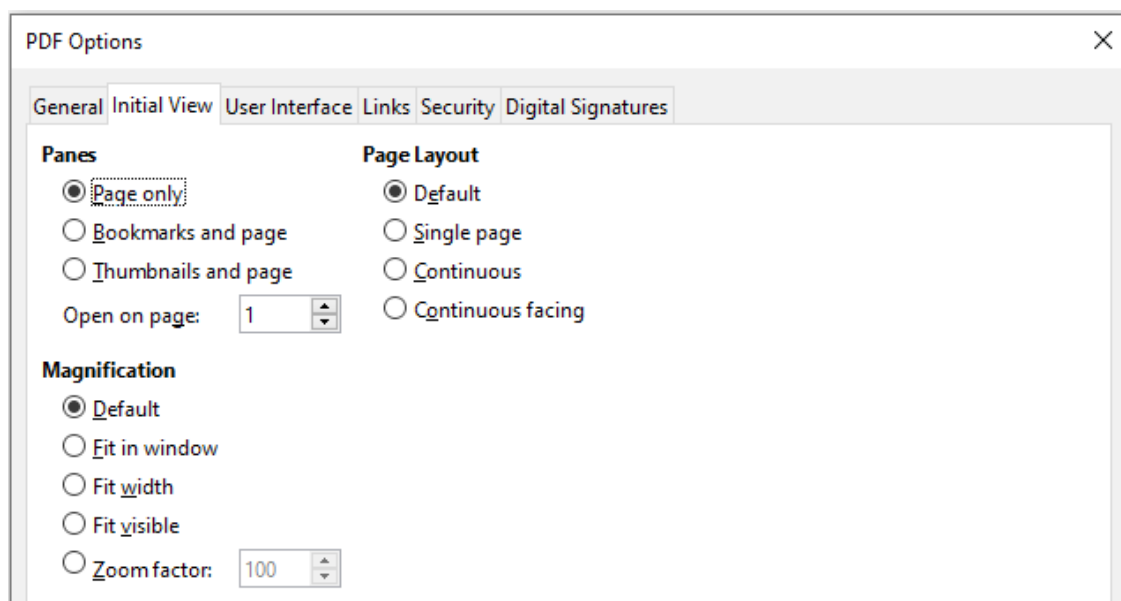 PDF Options
General Initial View User Interface Links Security Digital Signatures
Panes
Page only
Bookmarks and page
Thumbnails and page
Open on page: 1
Page Layout
Default
Single page
Continuous
Continuous facing
Magnification
Default
Fit in window
Fit width
Fit visible
Zoom factor: 100